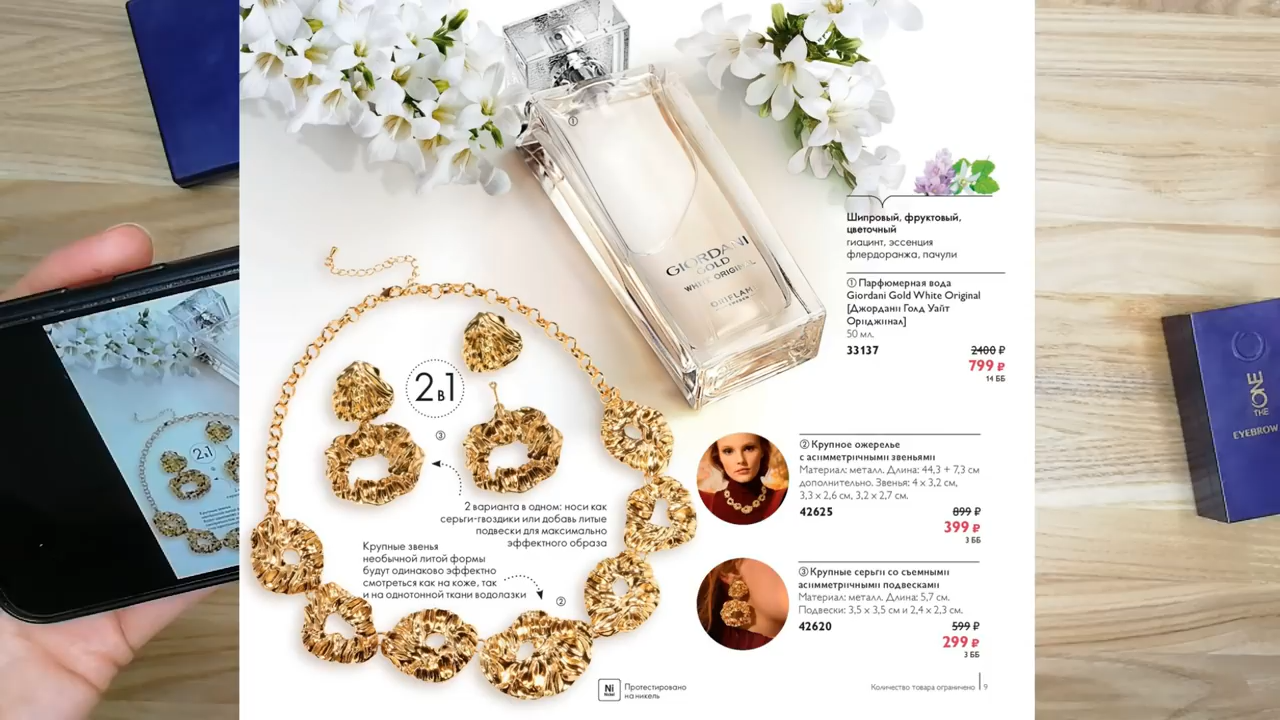 GIORDANI
GOLD
WHITE ORIGINAL
ORIFLAME
SWEDEN
①
Шипровый, фруктовый,
цветочный
гиацинт, эссенция
флердоранжа, пачули
① Парфюмерная вода
Giordani Gold White Original
[Джордани Голд Уайт
Ориджинал]
50 мл.
33137 2400 ₽
799 ₽
14 ББ
2в1
③
2 варианта в одном: носи как
серьги-гвоздики или добавь литые
подвески для максимально
эффектного образа
Крупные звенья
необычной литой формы
будут одинаково эффектно
смотреться как на коже, так
и на однотонной ткани водолазки
②
② Крупное ожерелье
с асимметричными звеньями
Материал: металл. Длина: 44,3 + 7,3 см
дополнительно. Звенья: 4 х 3,2 см,
3,3 х 2,6 см, 3,2 х 2,7 см.
42625 899 ₽
399 ₽
3 ББ
③ Крупные серьги со съемными
асимметричными подвесками
Материал: металл. Длина: 5,7 см.
Подвески: 3,5 х 3,5 см и 2,4 х 2,3 см.
42620 599 ₽
299 ₽
3 ББ
Ni
Протестировано
на никель
Количество товара ограничено 9
2в1
THE ONE
EYEBROW